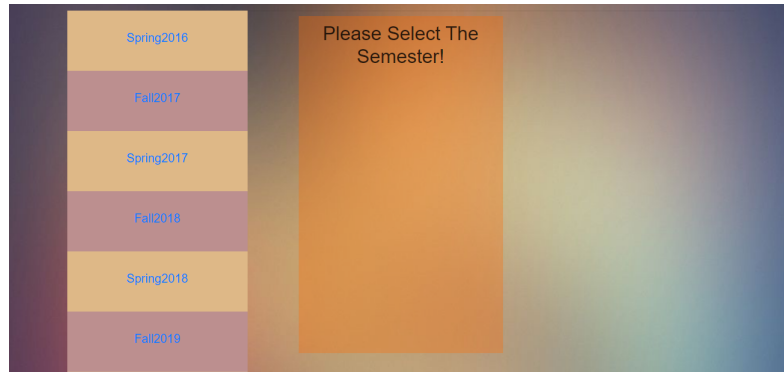 Spring2016
Fall2017
Spring2017
Fall2018
Spring2018
Fall2019
Please Select The
Semester!